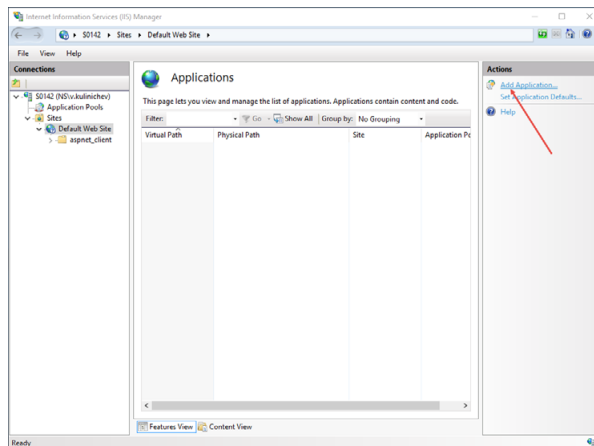 Internet Information Services (IIS) Manager
S0142 ▸ Sites ▸ Default Web Site ▸
File View Help
Connections
S0142 (NS\v.kulinichev)
Application Pools
Sites
Default Web Site
aspnet_client
Applications
This page lets you view and manage the list of applications. Applications contain content and code.
Filter: Go Show All Group by: No Grouping
Virtual Path Physical Path Site Application Po
Features View Content View
Actions
Add Application...
Set Application Defaults...
Help
Ready